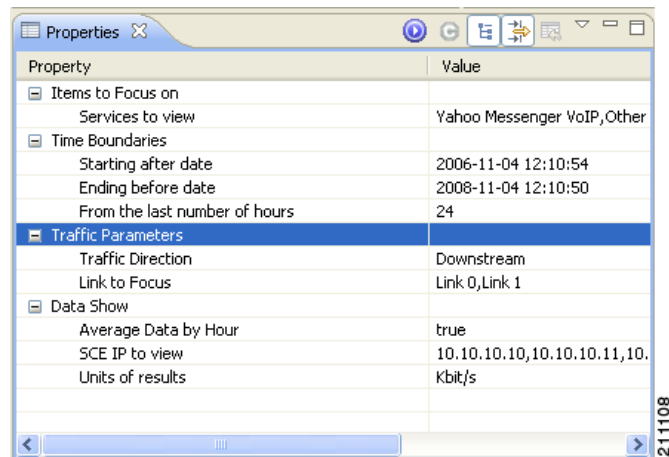 Properties
Property Value
Items to Focus on
Services to view Yahoo Messenger VoIP,Other
Time Boundaries
Starting after date 2006-11-04 12:10:54
Ending before date 2008-11-04 12:10:50
From the last number of hours 24
Traffic Parameters
Traffic Direction Downstream
Link to Focus Link 0,Link 1
Data Show
Average Data by Hour true
SCE IP to view 10.10.10.10,10.10.10.11,10.
Units of results Kbit/s
211108